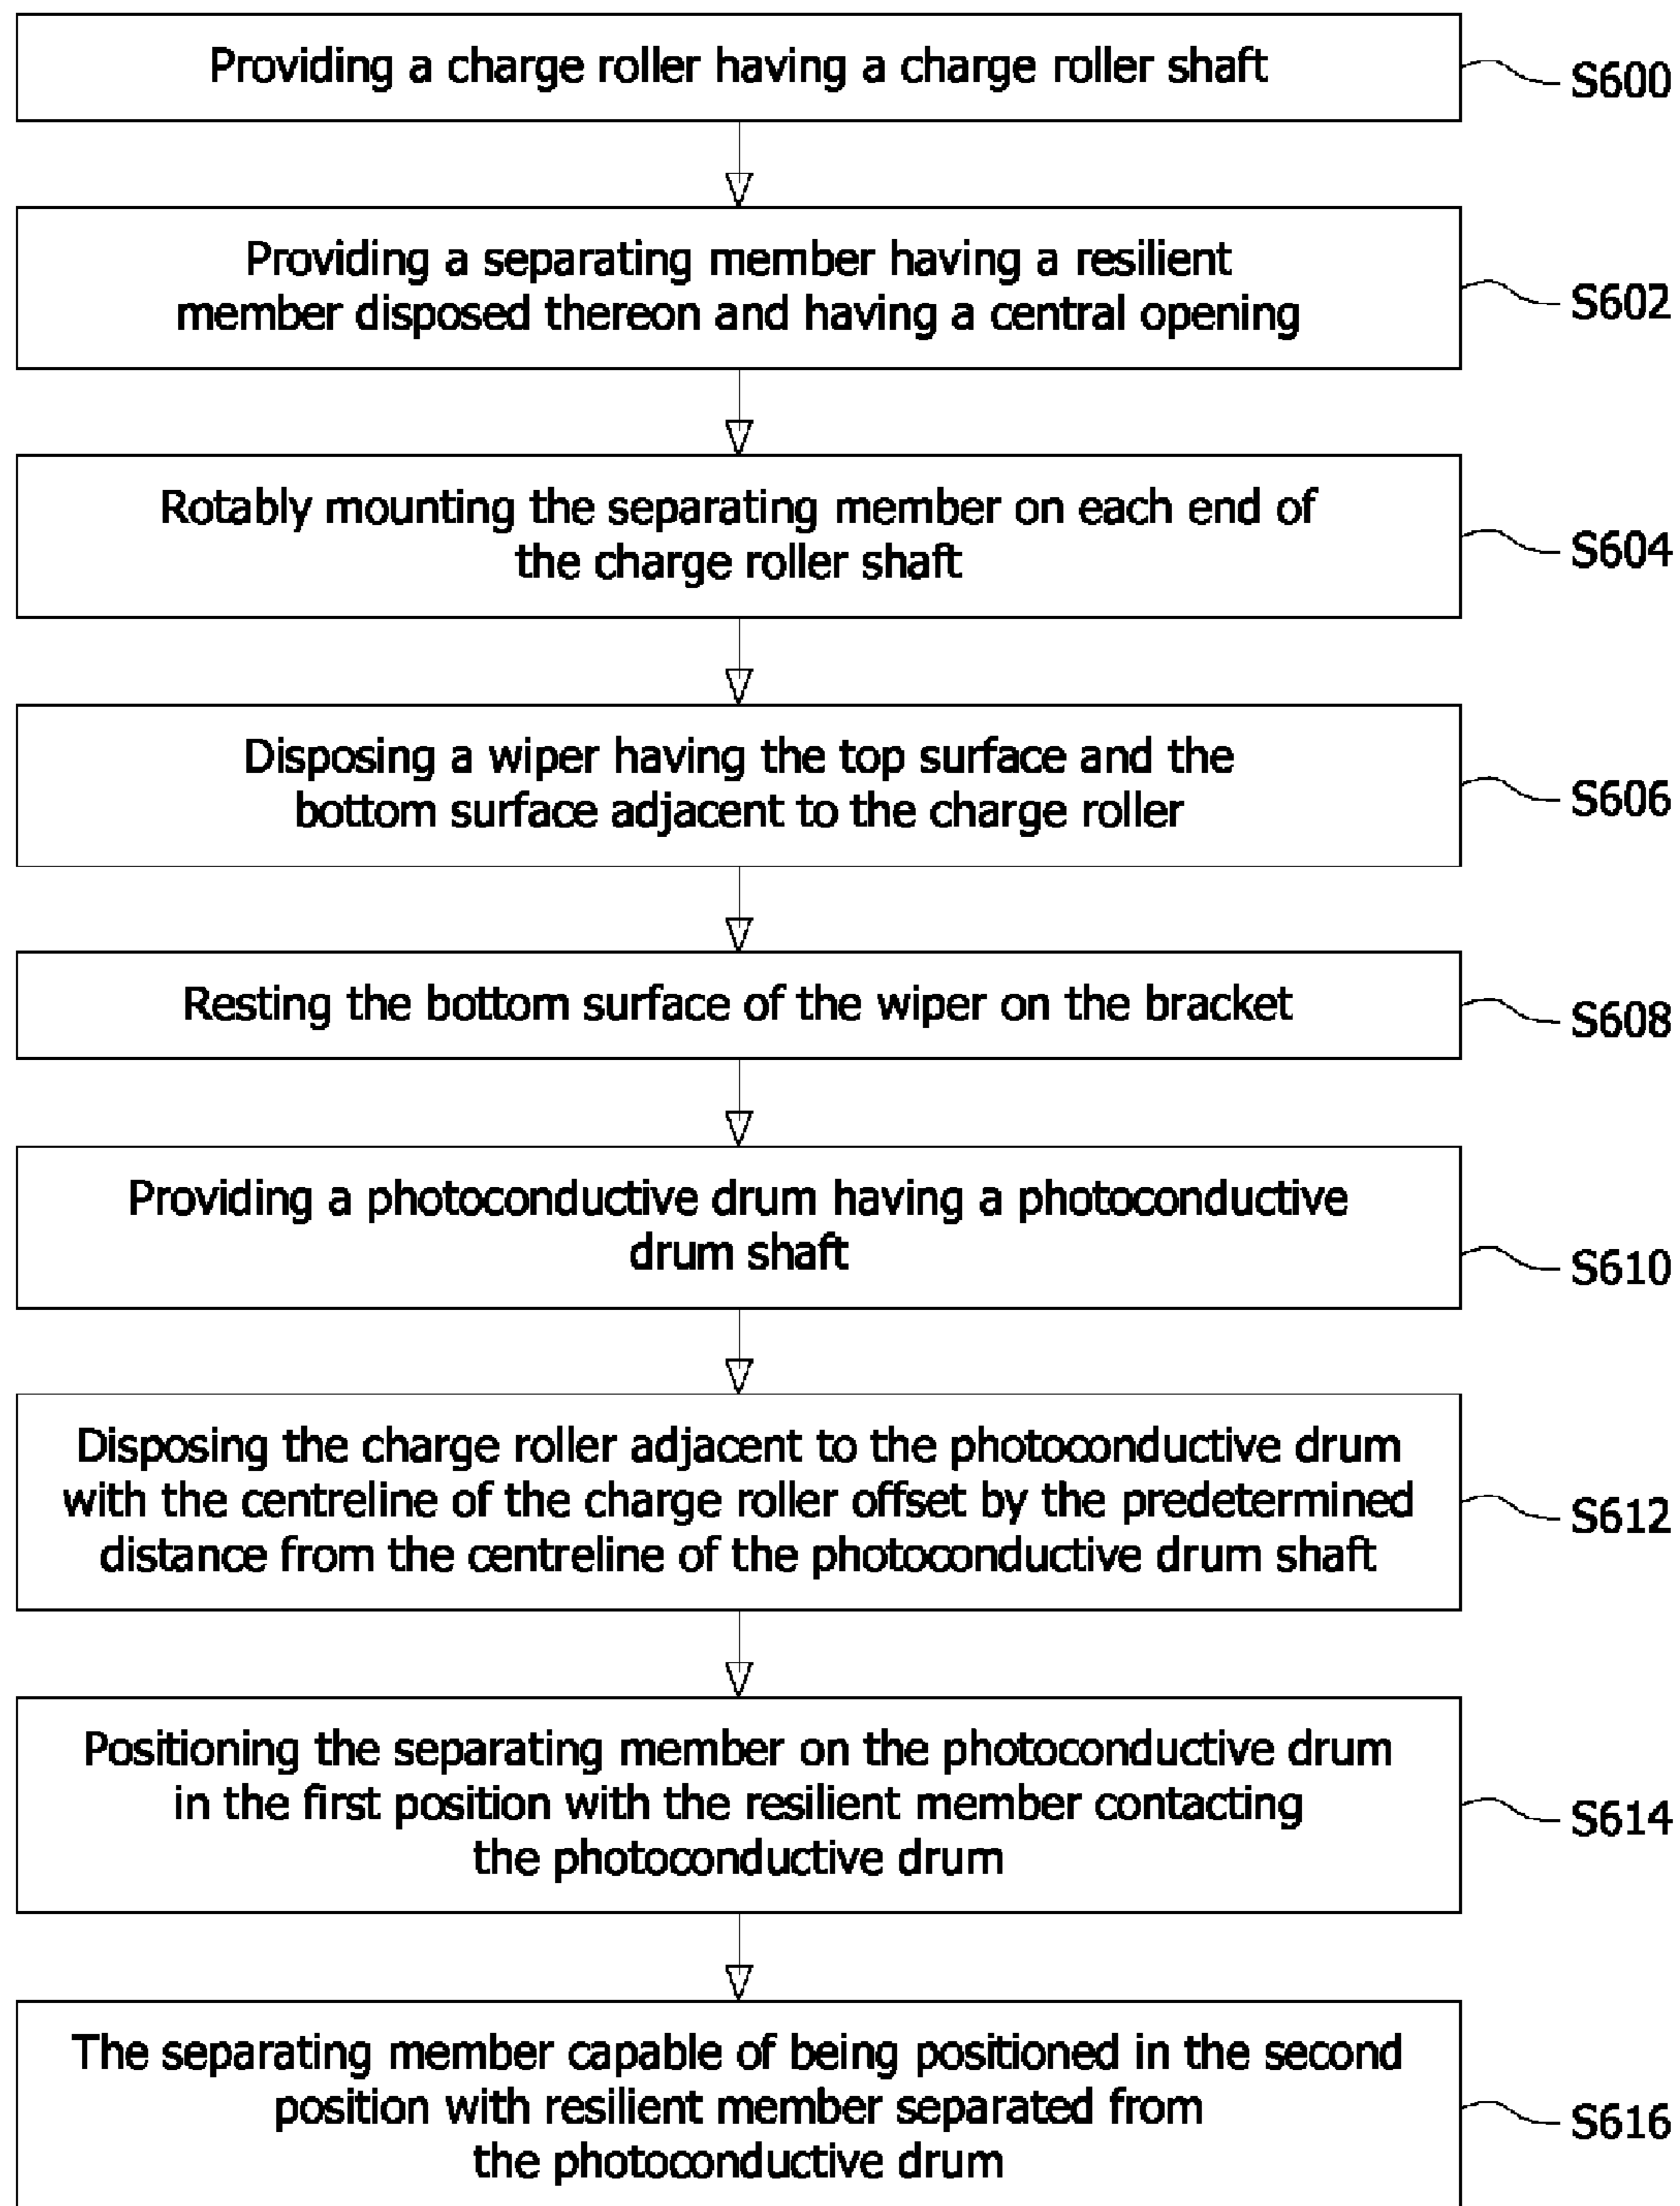 Providing a charge roller having a charge roller shaft
S600
Providing a separating member having a resilient
member disposed thereon and having a central opening
S602
Rotably mounting the separating member on each end of
the charge roller shaft
S604
Disposing a wiper having the top surface and the
bottom surface adjacent to the charge roller
S606
Resting the bottom surface of the wiper on the bracket
S608
Providing a photoconductive drum having a photoconductive
drum shaft
S610
Disposing the charge roller adjacent to the photoconductive drum
with the centreline of the charge roller offset by the predetermined
distance from the centreline of the photoconductive drum shaft
S612
Positioning the separating member on the photoconductive drum
in the first position with the resilient member contacting
the photoconductive drum
S614
The separating member capable of being positioned in the second
position with resilient member separated from
the photoconductive drum
S616